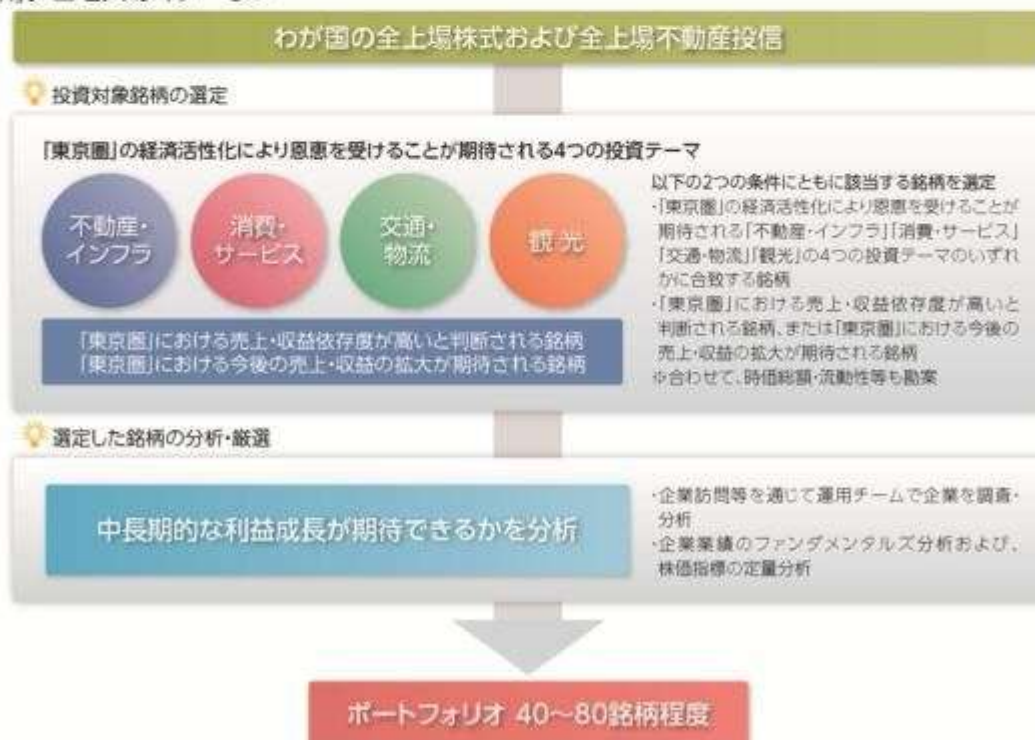 わが国の全上場株式および全上場不動産投信
投資対象銘柄の選定
「東京圏」の経済活性化により恩恵を受けることが期待される4つの投資テーマ
不動産・
インフラ
消費・
サービス
交通・
物流
観光
「東京圏」における売上・収益依存度が高いと判断される銘柄
「東京圏」における今後の売上・収益の拡大が期待される銘柄
以下の2つの条件にともに該当する銘柄を選定
・「東京圏」の経済活性化により恩恵を受けることが
期待される「不動産・インフラ」「消費・サービス」
「交通・物流」「観光」の4つの投資テーマのいずれ
かに合致する銘柄
・「東京圏」における売上・収益依存度が高いと
判断される銘柄、または「東京圏」における今後の
売上・収益の拡大が期待される銘柄
※合わせて、時価総額・流動性等も勘案
選定した銘柄の分析・厳選
中長期的な利益成長が期待できるかを分析
・企業訪問等を通じて運用チームで企業を調査・
分析
・企業業績のファンダメンタルズ分析および、
株価指標の定量分析
ポートフォリオ 40～80銘柄程度